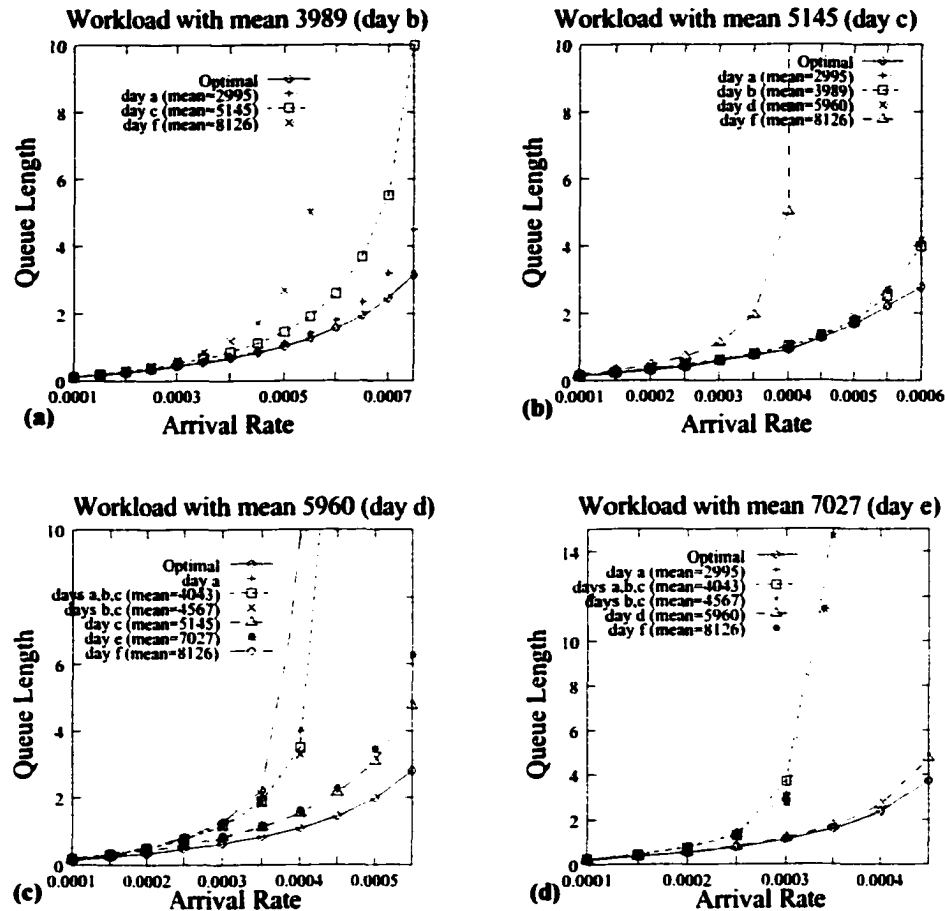 Workload with mean 3989 (day b)
10
8
6
4
2
0
Queue Length
Optimal
day a (mean=2995)
day c (mean=5145)
day f (mean=8126)
0.0001
0.0003
0.0005
0.0007
(a)
Arrival Rate
Workload with mean 5145 (day c)
10
8
6
4
2
0
Queue Length
Optimal
day a (mean=2995)
day b (mean=3989)
day d (mean=5960)
day f (mean=8126)
0.0001
0.0002
0.0003
0.0004
0.0005
0.0006
(b)
Arrival Rate
Workload with mean 5960 (day d)
10
8
6
4
2
0
Queue Length
Optimal
day a
days a,b,c (mean=4043)
days b,c (mean=4567)
day c (mean=5145)
day e (mean=7027)
day f (mean=8126)
0.0001
0.0002
0.0003
0.0004
0.0005
(c)
Arrival Rate
Workload with mean 7027 (day e)
14
12
10
8
6
4
2
0
Queue Length
Optimal
day a (mean=2995)
days a,b,c (mean=4043)
days b,c (mean=4567)
day d (mean=5960)
day f (mean=8126)
0.0001
0.0002
0.0003
0.0004
(d)
Arrival Rate